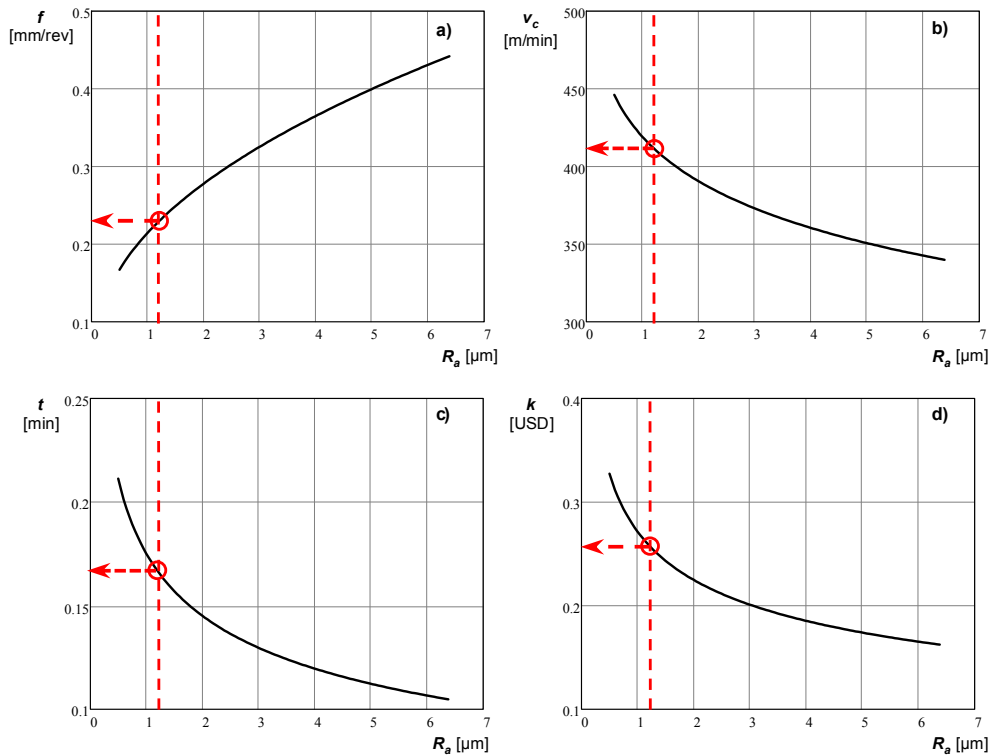 f
[mm/rev]
a)
0.5
0.4
0.3
0.2
0.1
0 1 2 3 4 5 6 7
Ra [µm]
vc
[m/min]
b)
500
450
400
350
300
0 1 2 3 4 5 6 7
Ra [µm]
t
[min]
c)
0.25
0.2
0.15
0.1
0 1 2 3 4 5 6 7
Ra [µm]
k
[USD]
d)
0.4
0.3
0.2
0.1
0 1 2 3 4 5 6 7
Ra [µm]